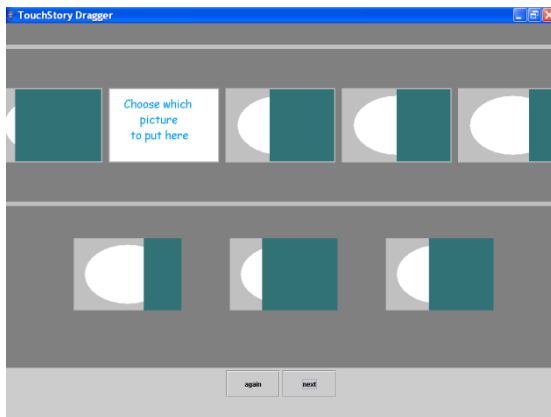 TouchStory Dragger
Choose which
picture
to put here
again
next